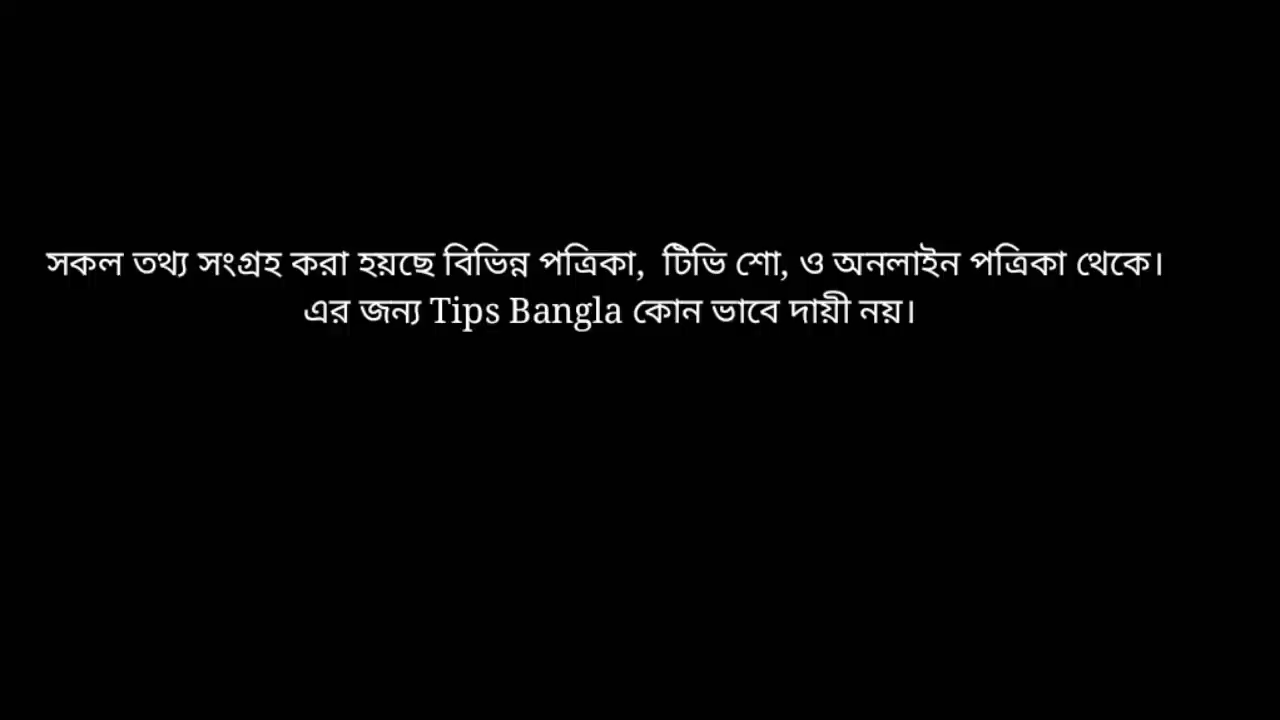 সকল তথ্য সংগ্রহ করা হয়ছে বিভিন্ন পত্রিকা,  টিভি শো, ও অনলাইন পত্রিকা থেকে।
এর জন্য Tips Bangla কোন ভাবে দায়ী নয়।